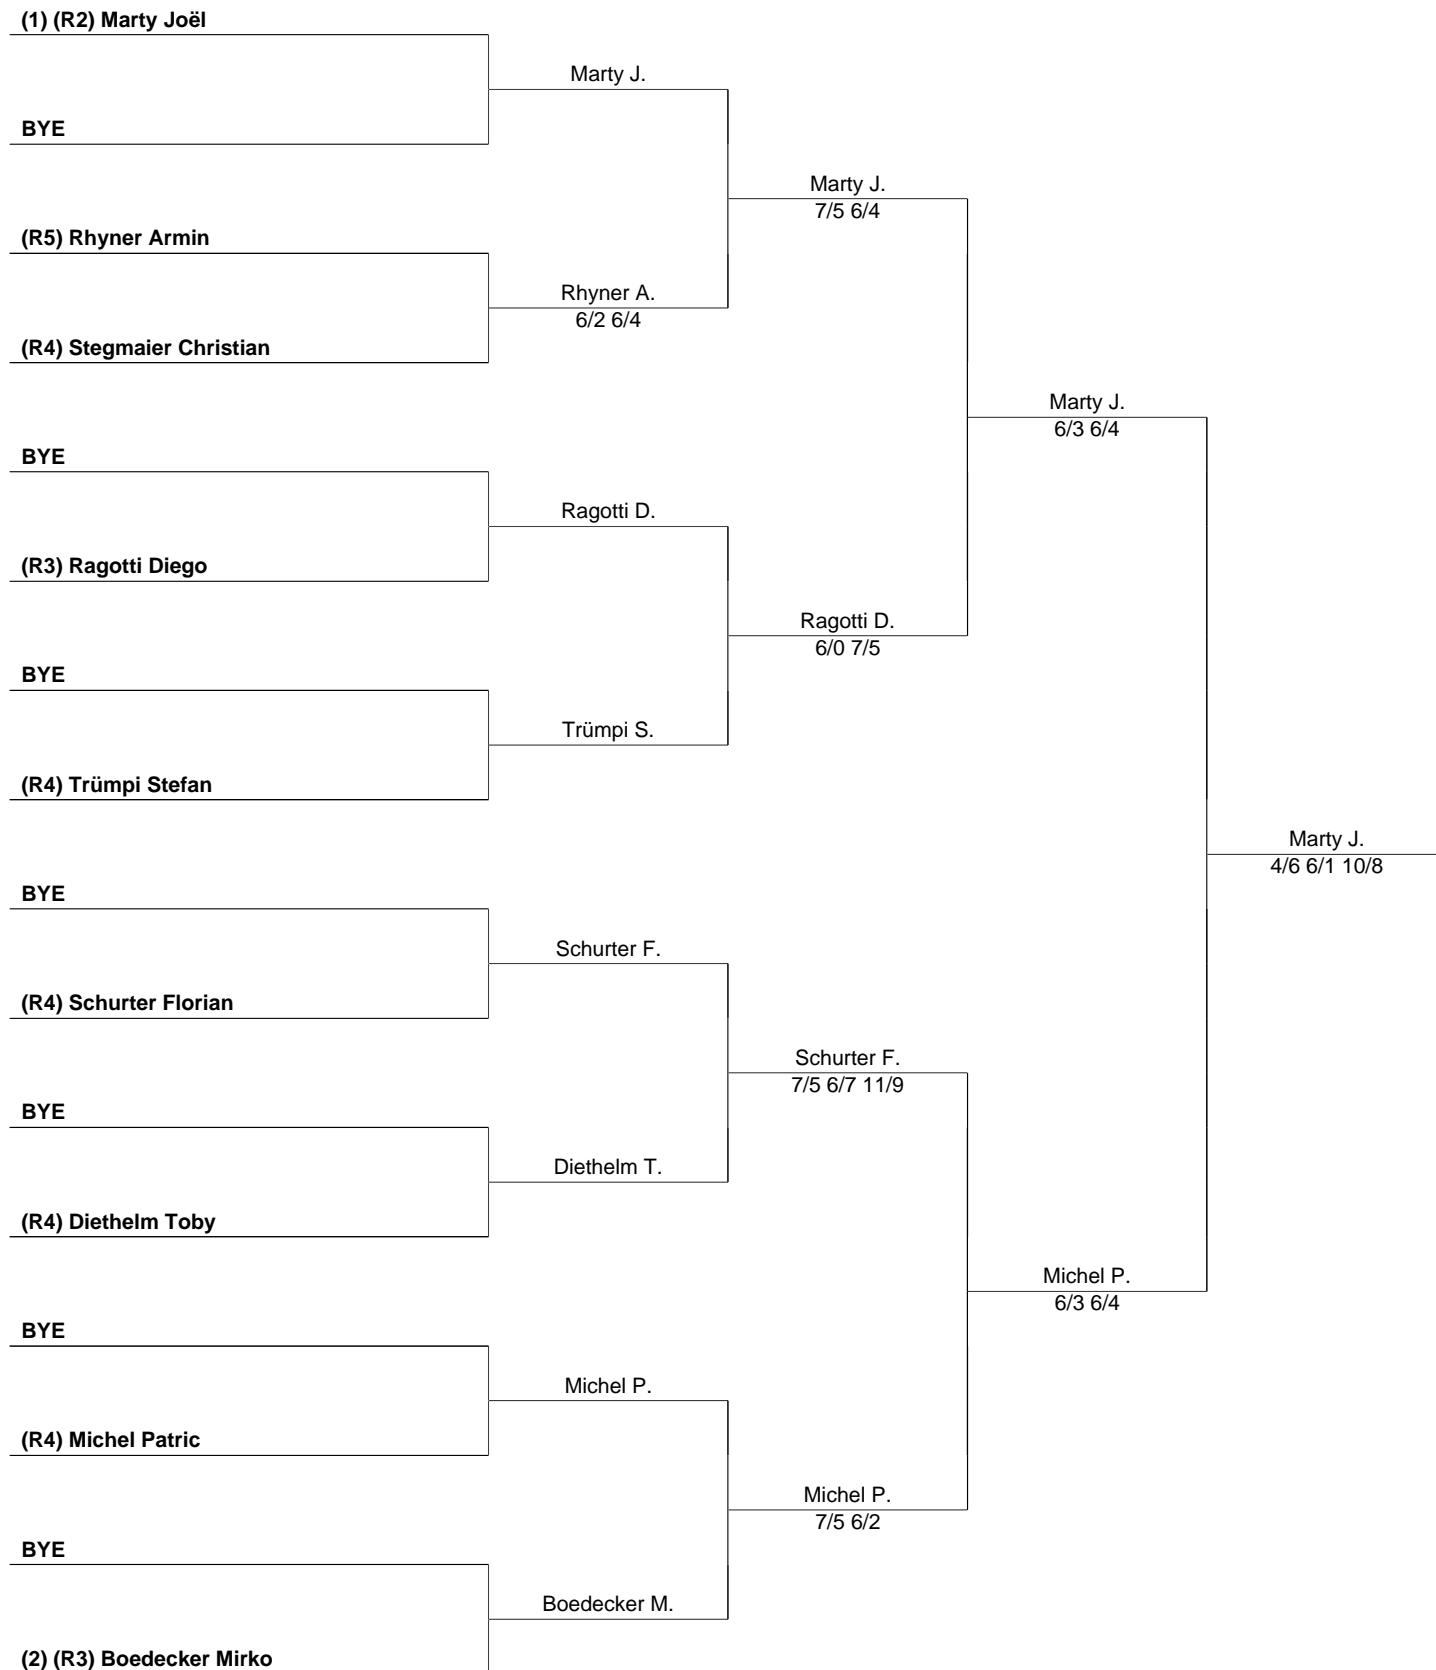 (1) (R2) Marty Joël
Marty J.
BYE
Marty J.
7/5 6/4
(R5) Rhyner Armin
Rhyner A.
6/2 6/4
(R4) Stegmaier Christian
Marty J.
6/3 6/4
BYE
Ragotti D.
(R3) Ragotti Diego
Ragotti D.
6/0 7/5
BYE
Trümpi S.
(R4) Trümpi Stefan
Marty J.
4/6 6/1 10/8
BYE
Schurter F.
(R4) Schurter Florian
Schurter F.
7/5 6/7 11/9
BYE
Diethelm T.
(R4) Diethelm Toby
Michel P.
6/3 6/4
BYE
Michel P.
(R4) Michel Patric
Michel P.
7/5 6/2
BYE
Boedecker M.
(2) (R3) Boedecker Mirko